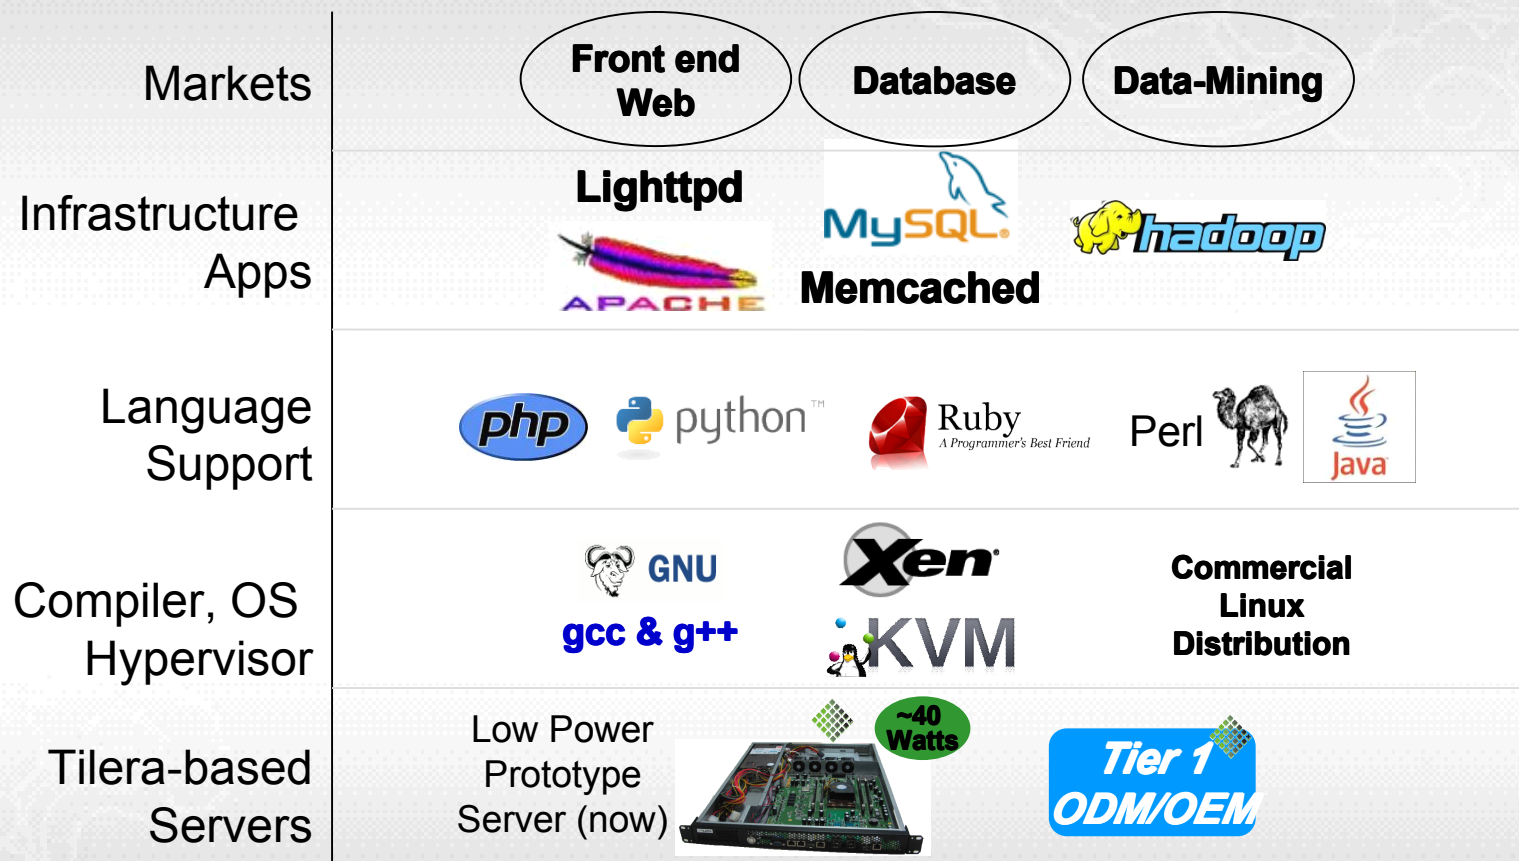 Markets
Front end
Web
Database
Data-Mining
Infrastructure
Apps
Lighttpd
APACHE
MySQL®
Memcached
hadoop
Language
Support
php
python™
Ruby
A Programmer's Best Friend
Perl
Java
Compiler, OS
Hypervisor
GNU
gcc & g++
Xen®
KVM
Commercial
Linux
Distribution
Tilera-based
Servers
Low Power
Prototype
Server (now)
~40
Watts
Tier 1
ODM/OEM